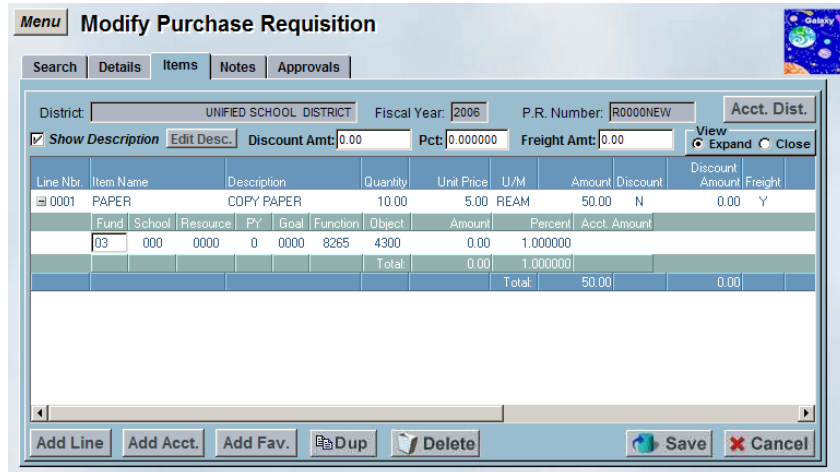 Menu Modify Purchase Requisition
Galaxy
Search Details Items Notes Approvals
District: UNIFIED SCHOOL DISTRICT Fiscal Year: 2006 P.R. Number: R0000NEW Acct. Dist.
Show Description Edit Desc. Discount Amt: 0.00 Pct: 0.000000 Freight Amt: 0.00 View Expand Close
Line Nbr. Item Name Description Quantity Unit Price U/M Amount Discount Discount Amount Freight
0001 PAPER COPY PAPER 10.00 5.00 REAM 50.00 N 0.00 Y
Fund School Resource PY Goal Function Object Amount Percent Acct. Amount
03 000 0000 0 0000 8265 4300 0.00 1.000000
Total: 0.00 1.000000
Total: 50.00 0.00
Add Line Add Acct. Add Fav. Dup Delete Save Cancel